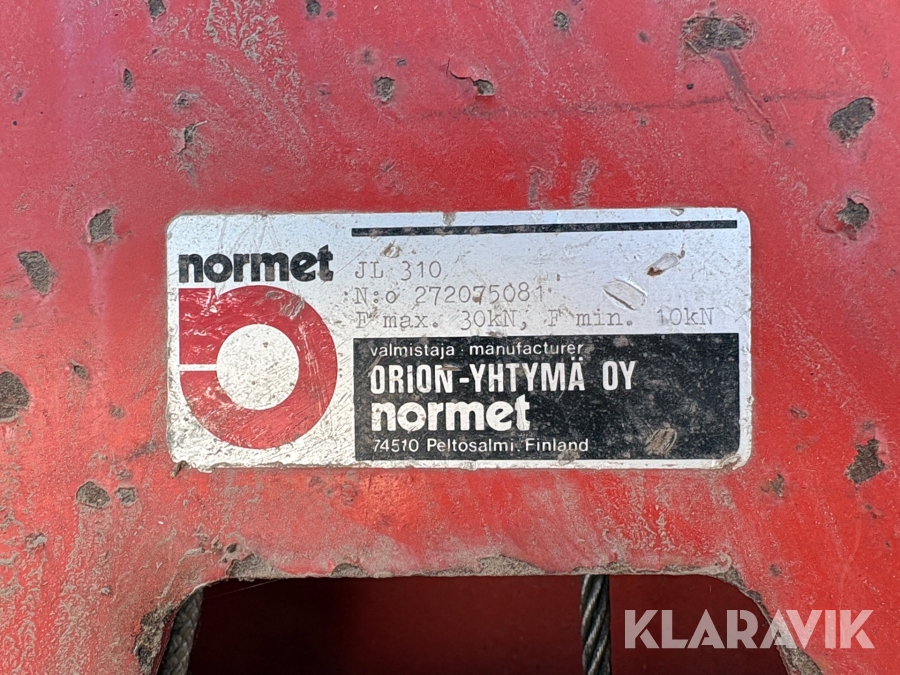 normet
JL 310
N:o 272075081
F max. 30kN, F min. 10kN
valmistaja manufacturer
ORION-YHTYMÄ OY
normet
74510 Peltosalmi, Finland
KLARAVIK